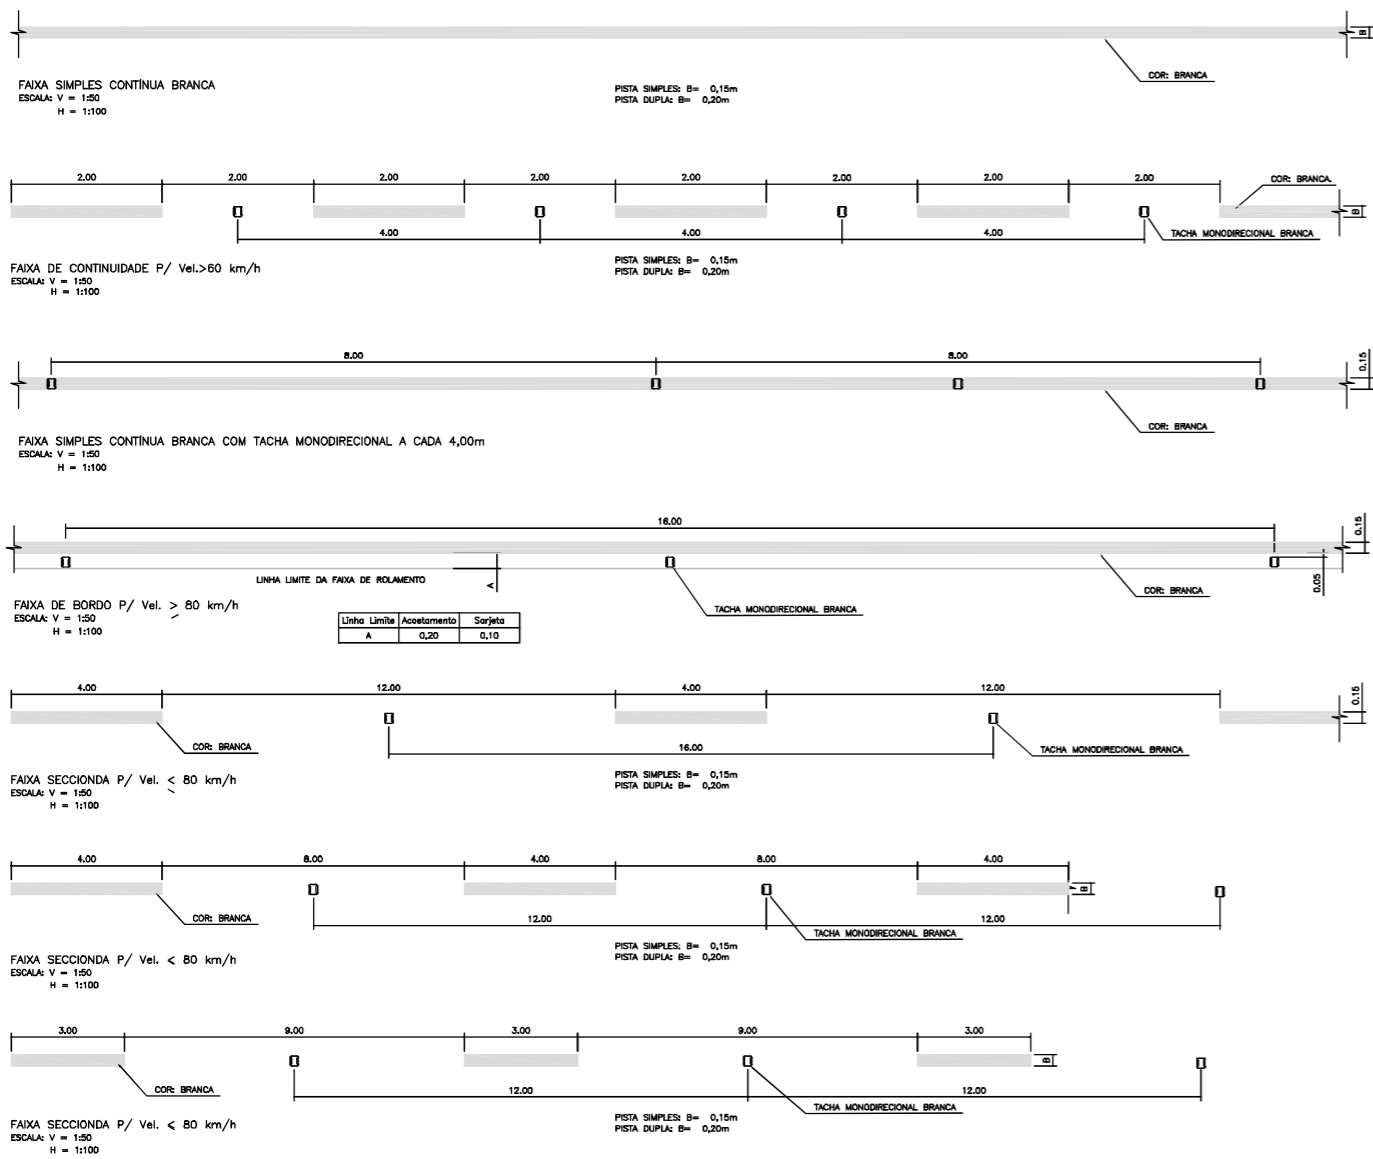 B
COR: BRANCA
FAIXA SIMPLES CONTÍNUA BRANCA
ESCALA: V = 1:50
H = 1:100
PISTA SIMPLES: B= 0,15m
PISTA DUPLA: B= 0,20m
2.00 2.00 2.00 2.00 2.00 2.00 2.00 2.00
COR: BRANCA.
B
4.00 4.00 4.00
TACHA MONODIRECIONAL BRANCA
FAIXA DE CONTINUIDADE P/ Vel.>60 km/h
ESCALA: V = 1:50
H = 1:100
PISTA SIMPLES: B= 0,15m
PISTA DUPLA: B= 0,20m
8.00 8.00
0.15
COR: BRANCA
FAIXA SIMPLES CONTÍNUA BRANCA COM TACHA MONODIRECIONAL A CADA 4,00m
ESCALA: V = 1:50
H = 1:100
16.00
0.15
LINHA LIMITE DA FAIXA DE ROLAMENTO
A
COR: BRANCA
0.05
TACHA MONODIRECIONAL BRANCA
FAIXA DE BORDO P/ Vel. > 80 km/h
ESCALA: V = 1:50
H = 1:100
Linha Limite Acostamento Sarjeta
A 0,20 0,10
4.00 12.00 4.00 12.00
0.15
COR: BRANCA
16.00
TACHA MONODIRECIONAL BRANCA
FAIXA SECCIONDA P/ Vel. < 80 km/h
ESCALA: V = 1:50
H = 1:100
PISTA SIMPLES: B= 0,15m
PISTA DUPLA: B= 0,20m
4.00 8.00 4.00 8.00 4.00
B
COR: BRANCA
12.00 12.00
TACHA MONODIRECIONAL BRANCA
FAIXA SECCIONDA P/ Vel. < 80 km/h
ESCALA: V = 1:50
H = 1:100
PISTA SIMPLES: B= 0,15m
PISTA DUPLA: B= 0,20m
3.00 9.00 3.00 9.00 3.00
B
COR: BRANCA
12.00 12.00
TACHA MONODIRECIONAL BRANCA
FAIXA SECCIONDA P/ Vel. < 80 km/h
ESCALA: V = 1:50
H = 1:100
PISTA SIMPLES: B= 0,15m
PISTA DUPLA: B= 0,20m